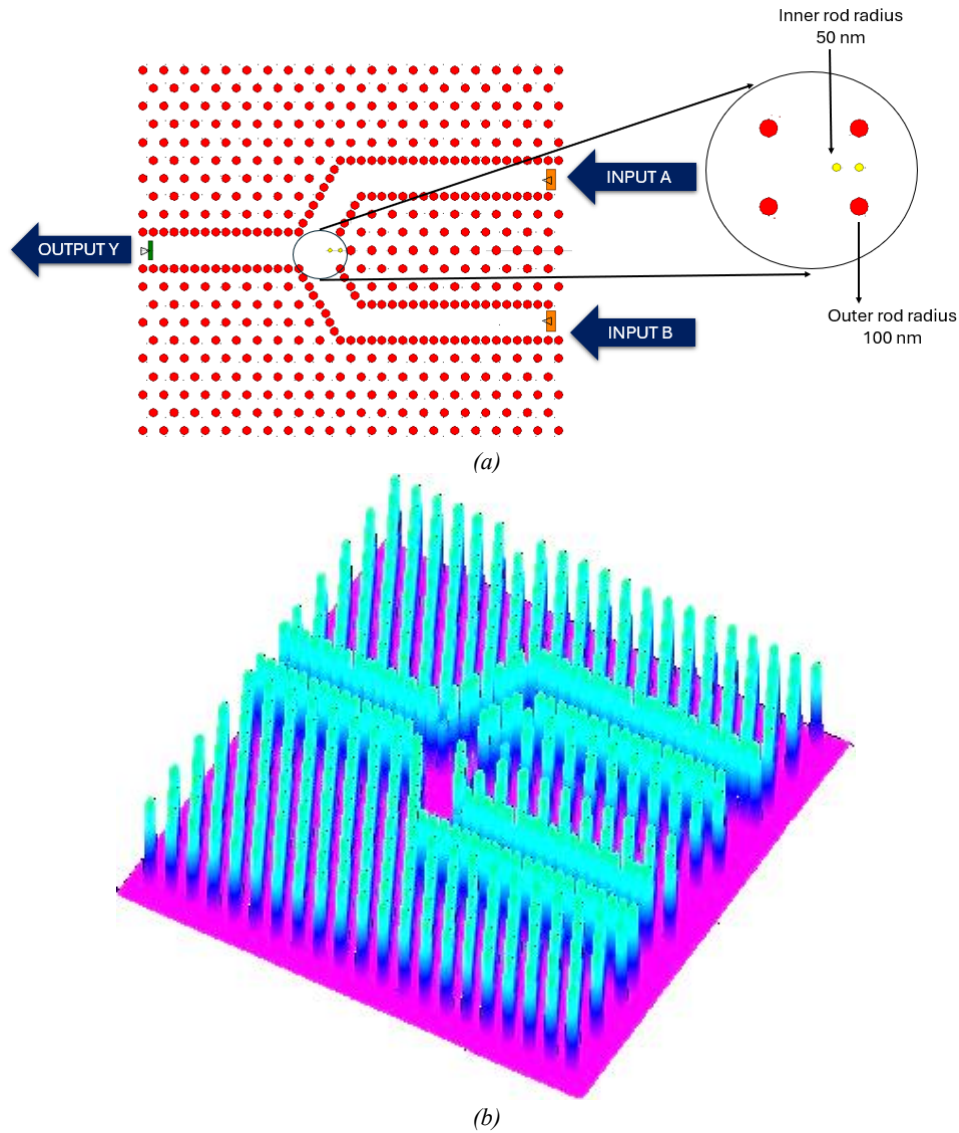 Inner rod radius
50 nm
INPUT A
OUTPUT Y
INPUT B
Outer rod radius
100 nm
(a)
(b)